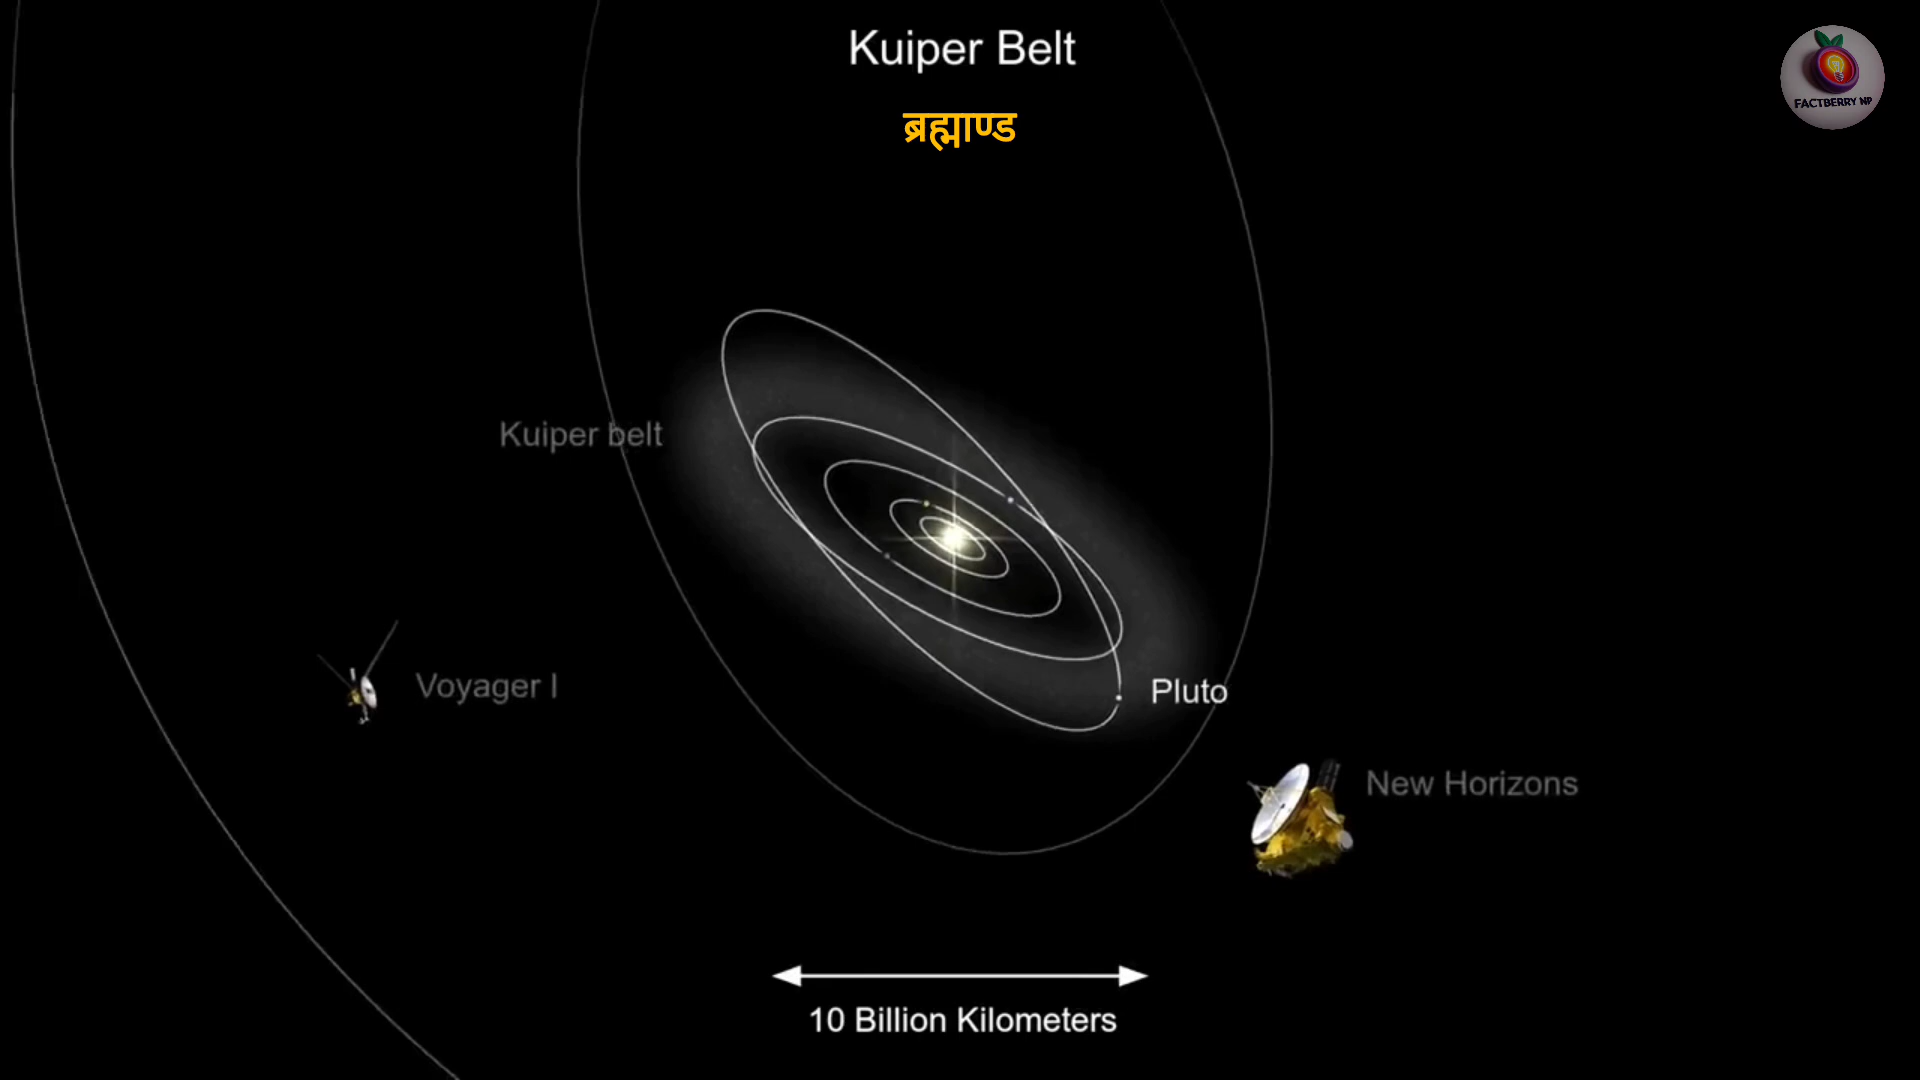 Kuiper Belt
ब्रह्माण्ड
FACTBERRY NP
Kuiper belt
Voyager I
Pluto
New Horizons
10 Billion Kilometers